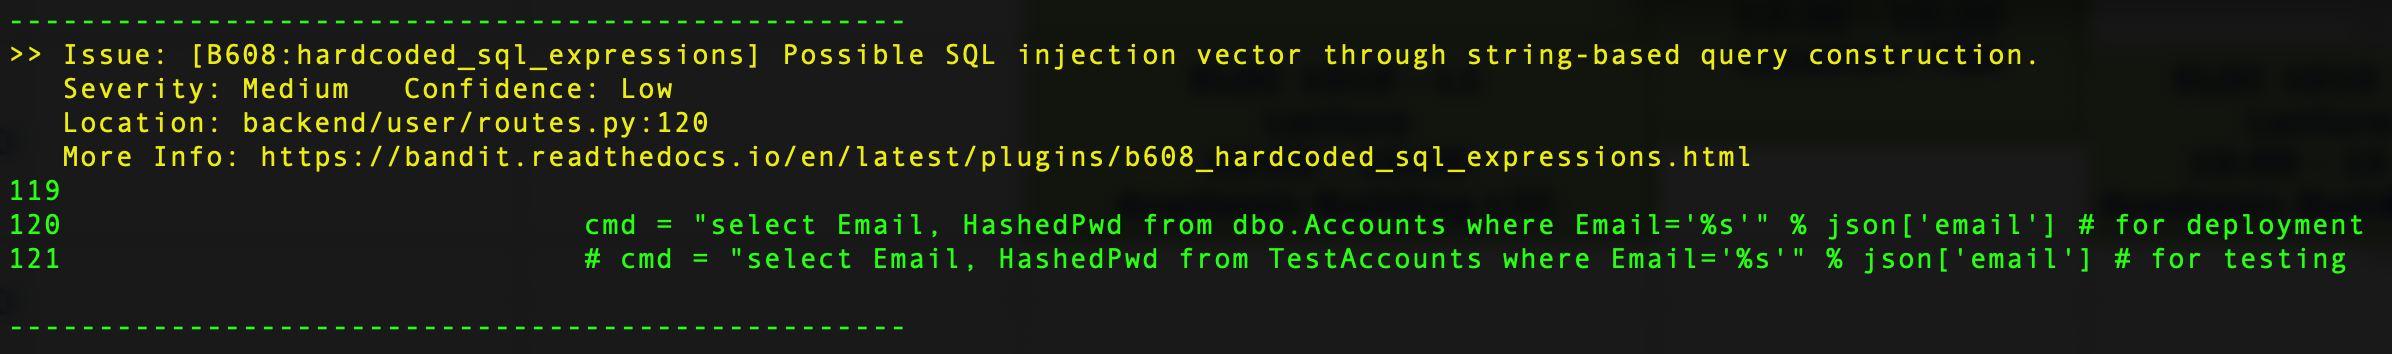 --------------------------------------------------
>> Issue: [B608:hardcoded_sql_expressions] Possible SQL injection vector through string-based query construction.
   Severity: Medium   Confidence: Low
   Location: backend/user/routes.py:120
   More Info: https://bandit.readthedocs.io/en/latest/plugins/b608_hardcoded_sql_expressions.html
119
120                             cmd = "select Email, HashedPwd from dbo.Accounts where Email='%s'" % json['email'] # for deployment
121                             # cmd = "select Email, HashedPwd from TestAccounts where Email='%s'" % json['email'] # for testing
--------------------------------------------------